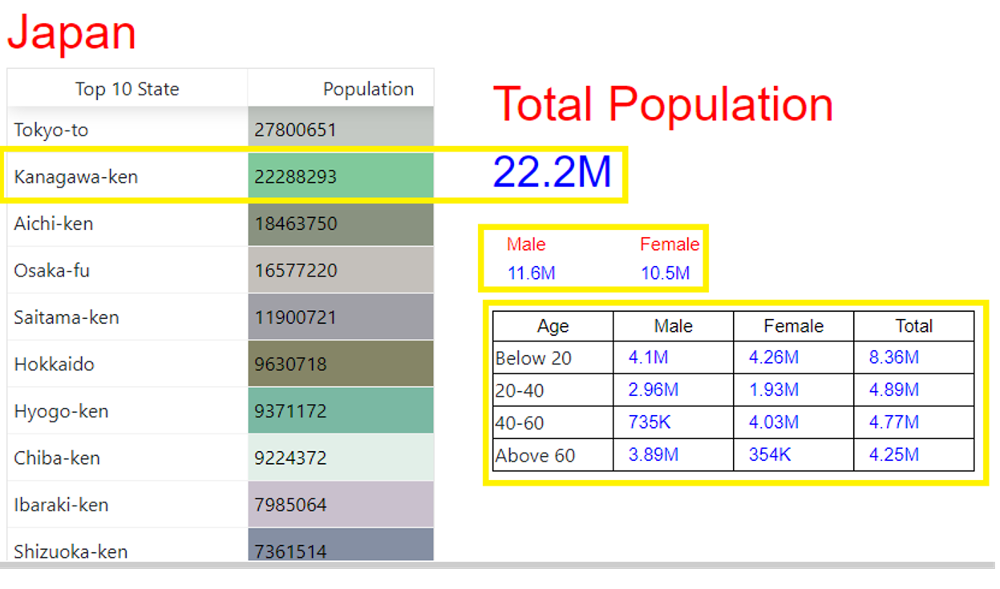 Japan
Top 10 State Population
Tokyo-to 27800651
Kanagawa-ken 22288293
Aichi-ken 18463750
Osaka-fu 16577220
Saitama-ken 11900721
Hokkaido 9630718
Hyogo-ken 9371172
Chiba-ken 9224372
Ibaraki-ken 7985064
Shizuoka-ken 7361514
Total Population
22.2M
Male Female
11.6M 10.5M
Age Male Female Total
Below 20 4.1M 4.26M 8.36M
20-40 2.96M 1.93M 4.89M
40-60 735K 4.03M 4.77M
Above 60 3.89M 354K 4.25M